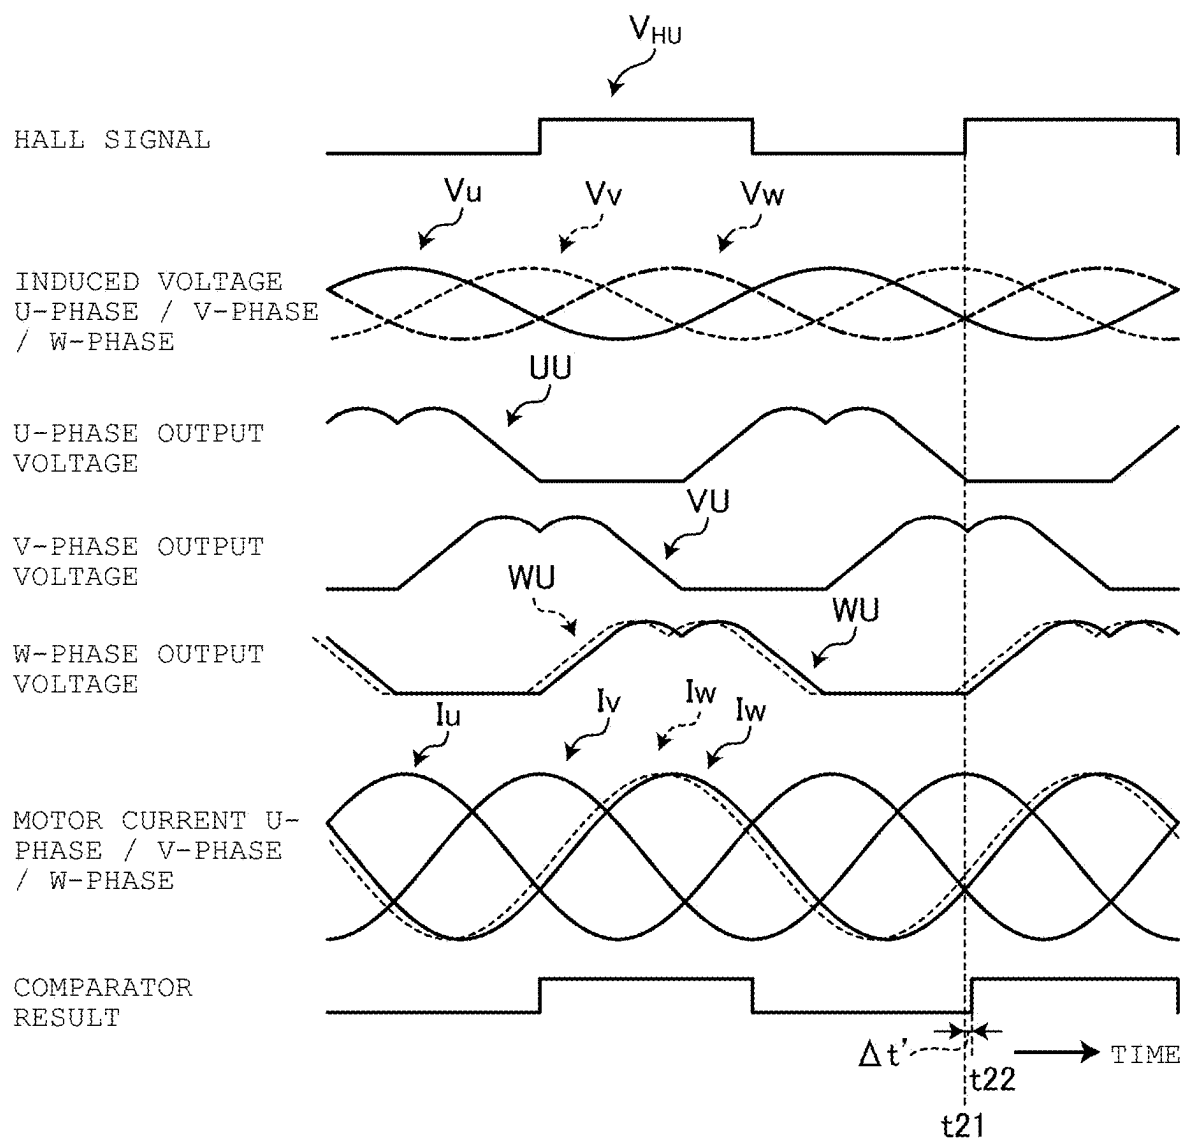 VHU
HALL SIGNAL
Vu
Vv
Vw
INDUCED VOLTAGE
U-PHASE / V-PHASE
/ W-PHASE
UU
U-PHASE OUTPUT
VOLTAGE
VU
V-PHASE OUTPUT
VOLTAGE
WU
WU
W-PHASE OUTPUT
VOLTAGE
Iu
Iv
Iw
Iw
MOTOR CURRENT U-
PHASE / V-PHASE
/ W-PHASE
COMPARATOR
RESULT
Δt'
TIME
t22
t21